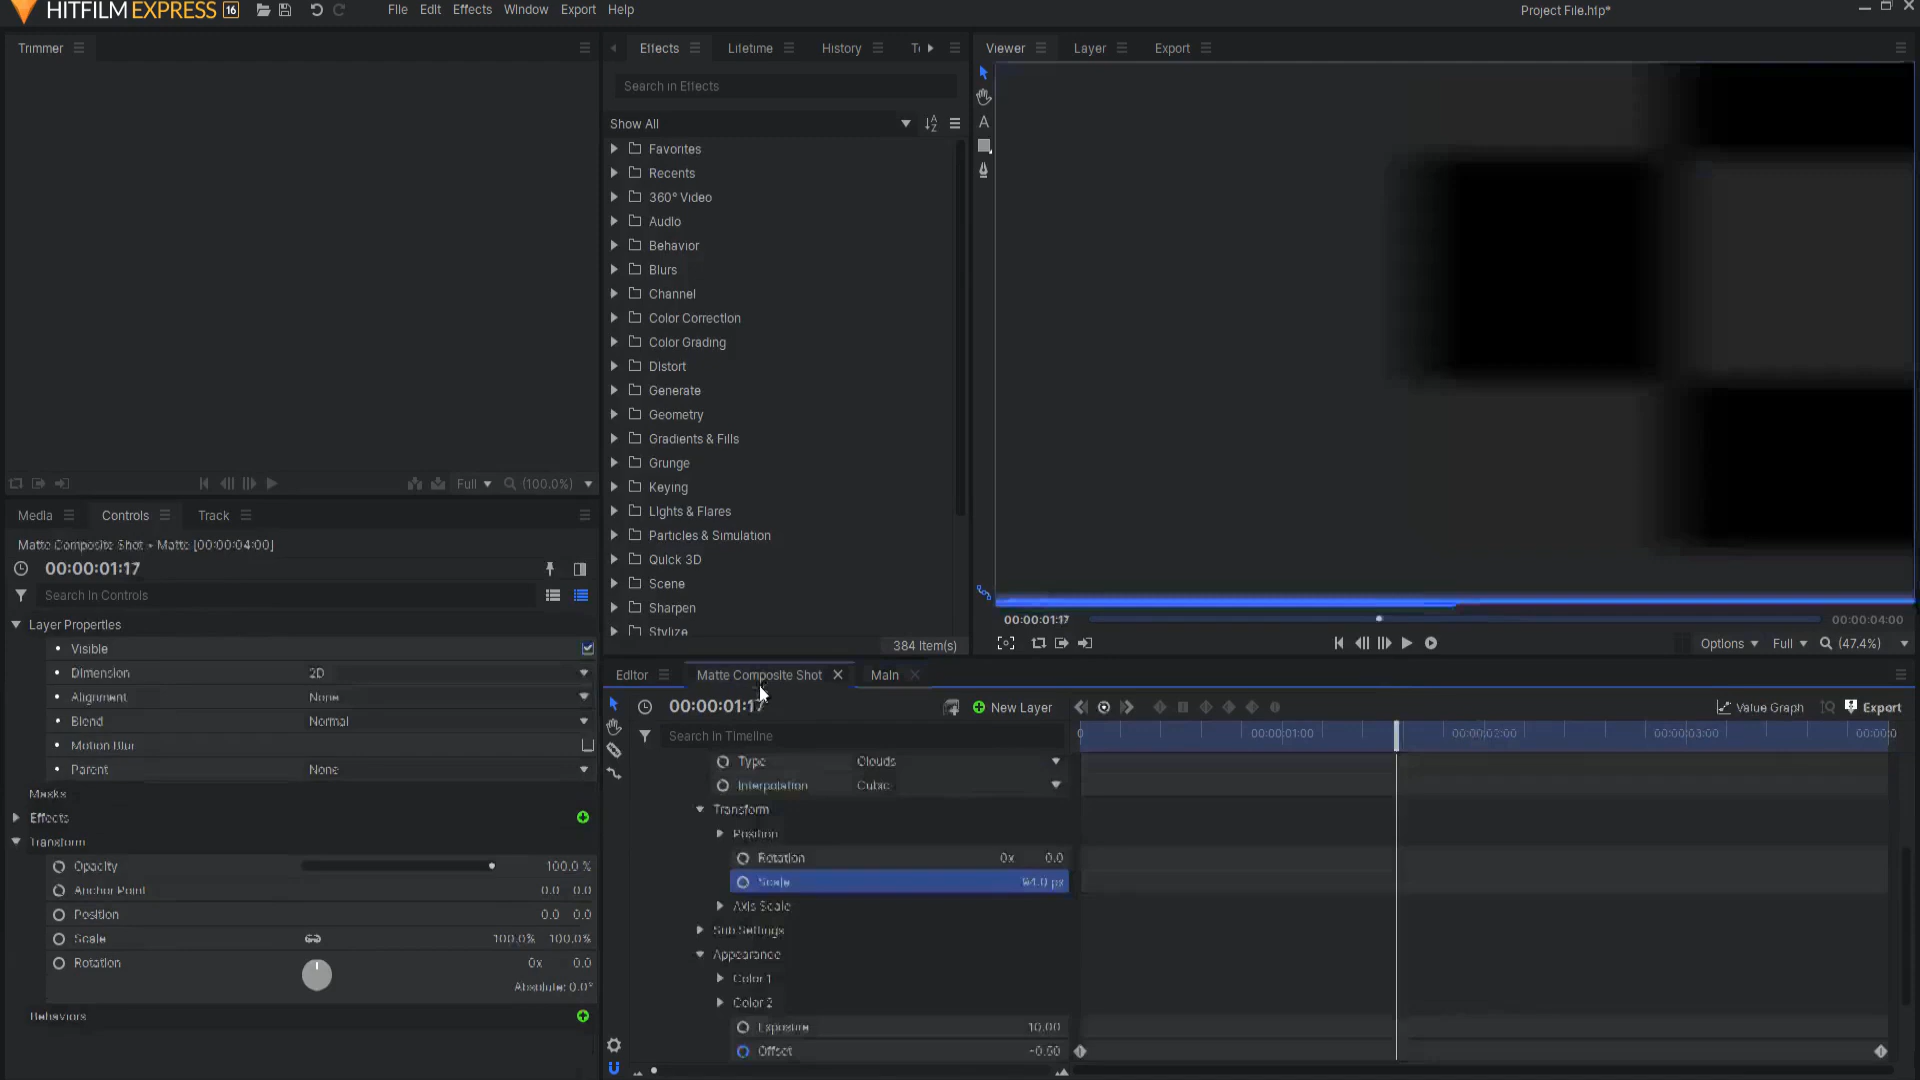 HITFILM EXPRESS 16
File Edit Effects Window Export Help
Project File.hfp*
Trimmer
Full (100.0%)
Media Controls Track
Matte Composite Shot • Matte [00:00:04:00]
00:00:01:17
Search in Controls
Layer Properties
Visible
Dimension 2D
Alignment None
Blend Normal
Motion Blur
Parent None
Masks
Effects
Transform
Opacity 100.0 %
Anchor Point 0.0 0.0
Position 0.0 0.0
Scale 100.0% 100.0%
Rotation 0x 0.0
Absolute: 0.0°
Behaviors
Effects Lifetime History
Search in Effects
Show All
Favorites
Recents
360° Video
Audio
Behavior
Blurs
Channel
Color Correction
Color Grading
Distort
Generate
Geometry
Gradients & Fills
Grunge
Keying
Lights & Flares
Particles & Simulation
Quick 3D
Scene
Sharpen
Stylize
384 Item(s)
Viewer Layer Export
A
00:00:01:17 00:00:04:00
Options Full (47.4%)
Editor Matte Composite Shot Main
00:00:01:17 New Layer Value Graph Export
Search in Timeline
0 00:00:01:00 00:00:02:00 00:00:03:00 00:00:0
Type Clouds
Interpolation Cubic
Transform
Position
Rotation 0x 0.0
Scale 94.0 px
Axis Scale
Sub Settings
Appearance
Color 1
Color 2
Exposure 10.00
Offset -0.60